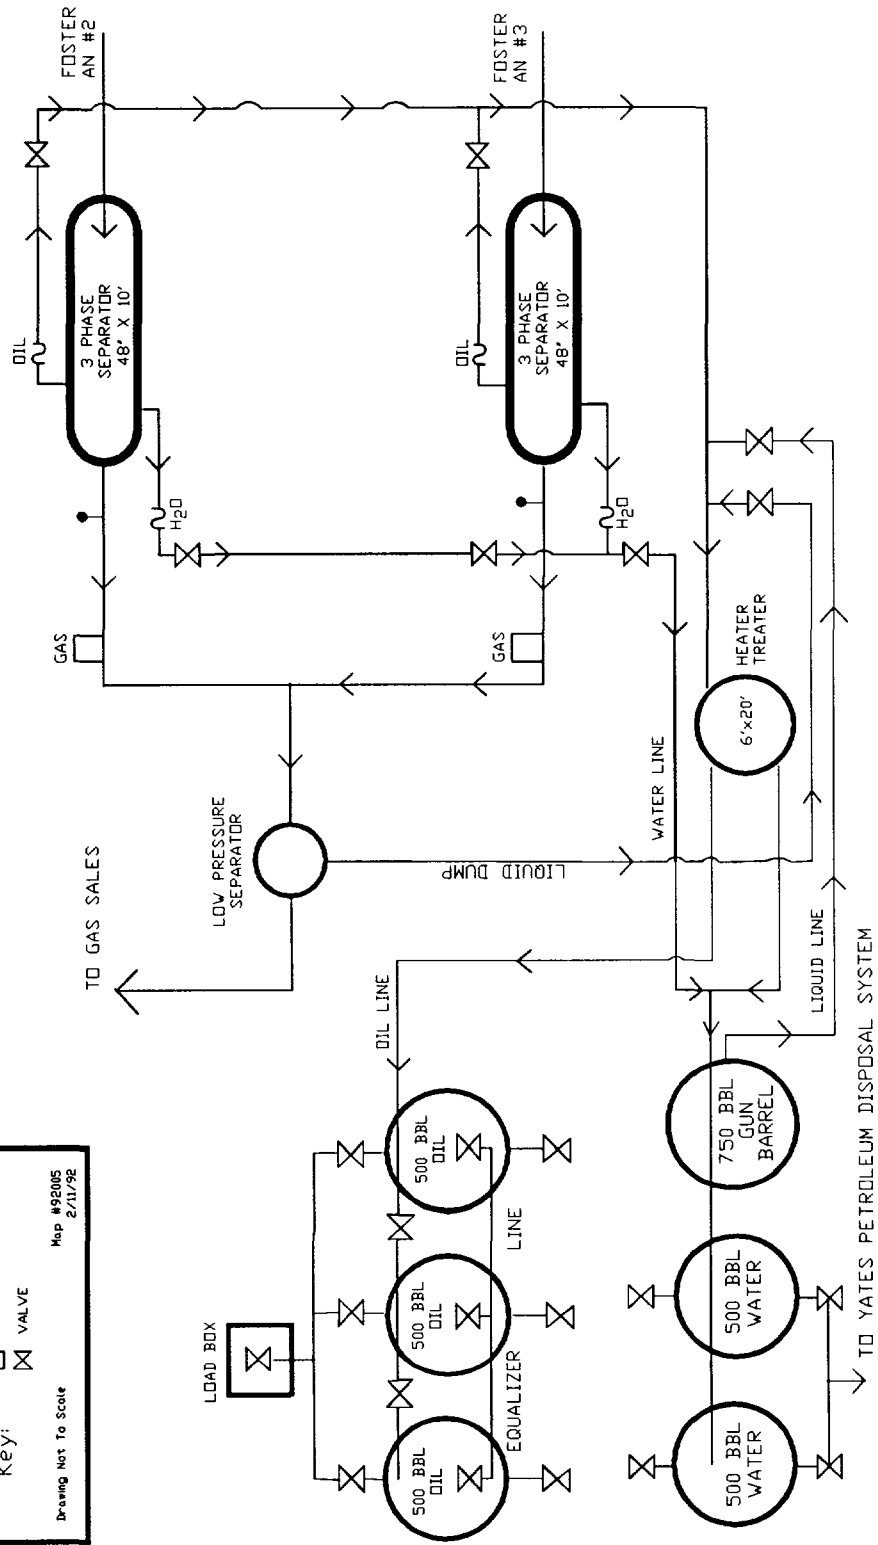 FOSTER
AN #2
OIL
3 PHASE
SEPARATOR
48" X 10'
H2O
GAS
FOSTER
AN #3
OIL
3 PHASE
SEPARATOR
48" X 10'
H2O
GAS
TO GAS SALES
LOW PRESSURE
SEPARATOR
LIQUID DUMP
WATER LINE
6'x20'
HEATER
TREATER
OIL LINE
LIQUID LINE
LOAD BOX
500 BBL
OIL
500 BBL
OIL
500 BBL
OIL
EQUALIZER
LINE
750 BBL
GUN
BARREL
500 BBL
WATER
500 BBL
WATER
TO YATES PETROLEUM DISPOSAL SYSTEM
Key:
VALVE
Drawing Not To Scale
Map #92005
2/11/92